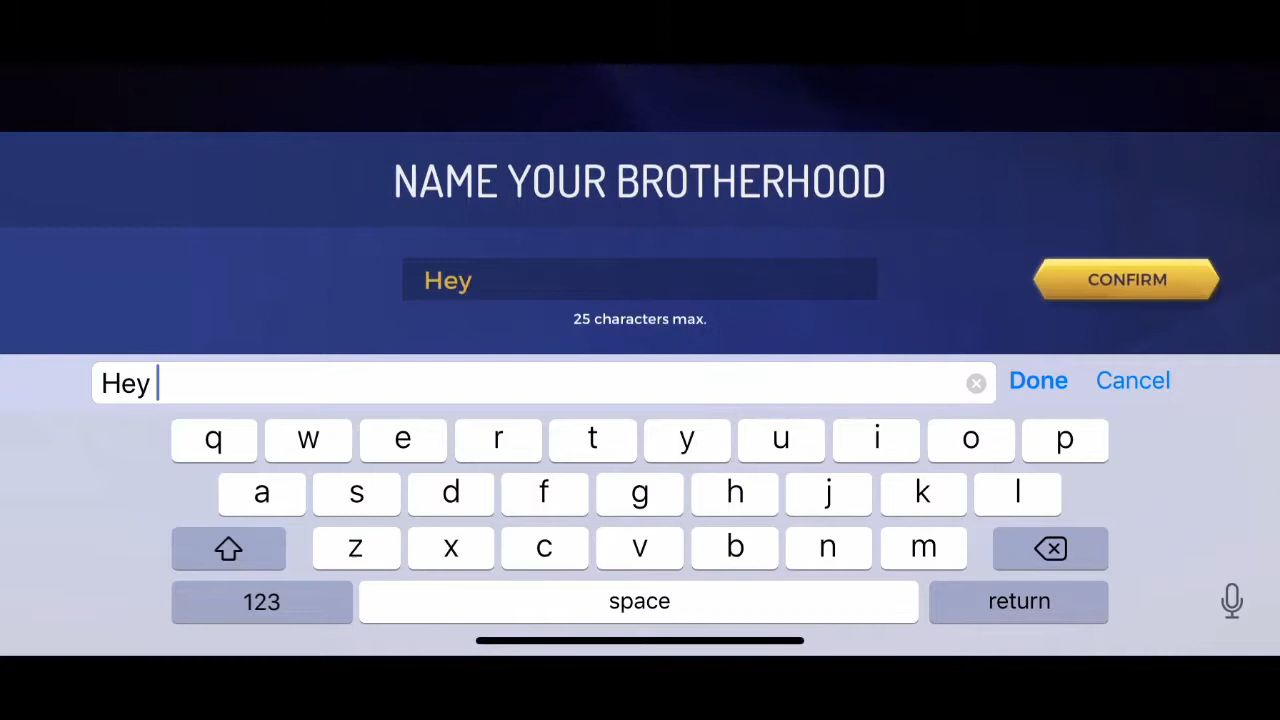 NAME YOUR BROTHERHOOD
Hey
CONFIRM
25 characters max.
Hey
Done Cancel
q w e r t y u i o p
a s d f g h j k l
z x c v b n m
123 space return